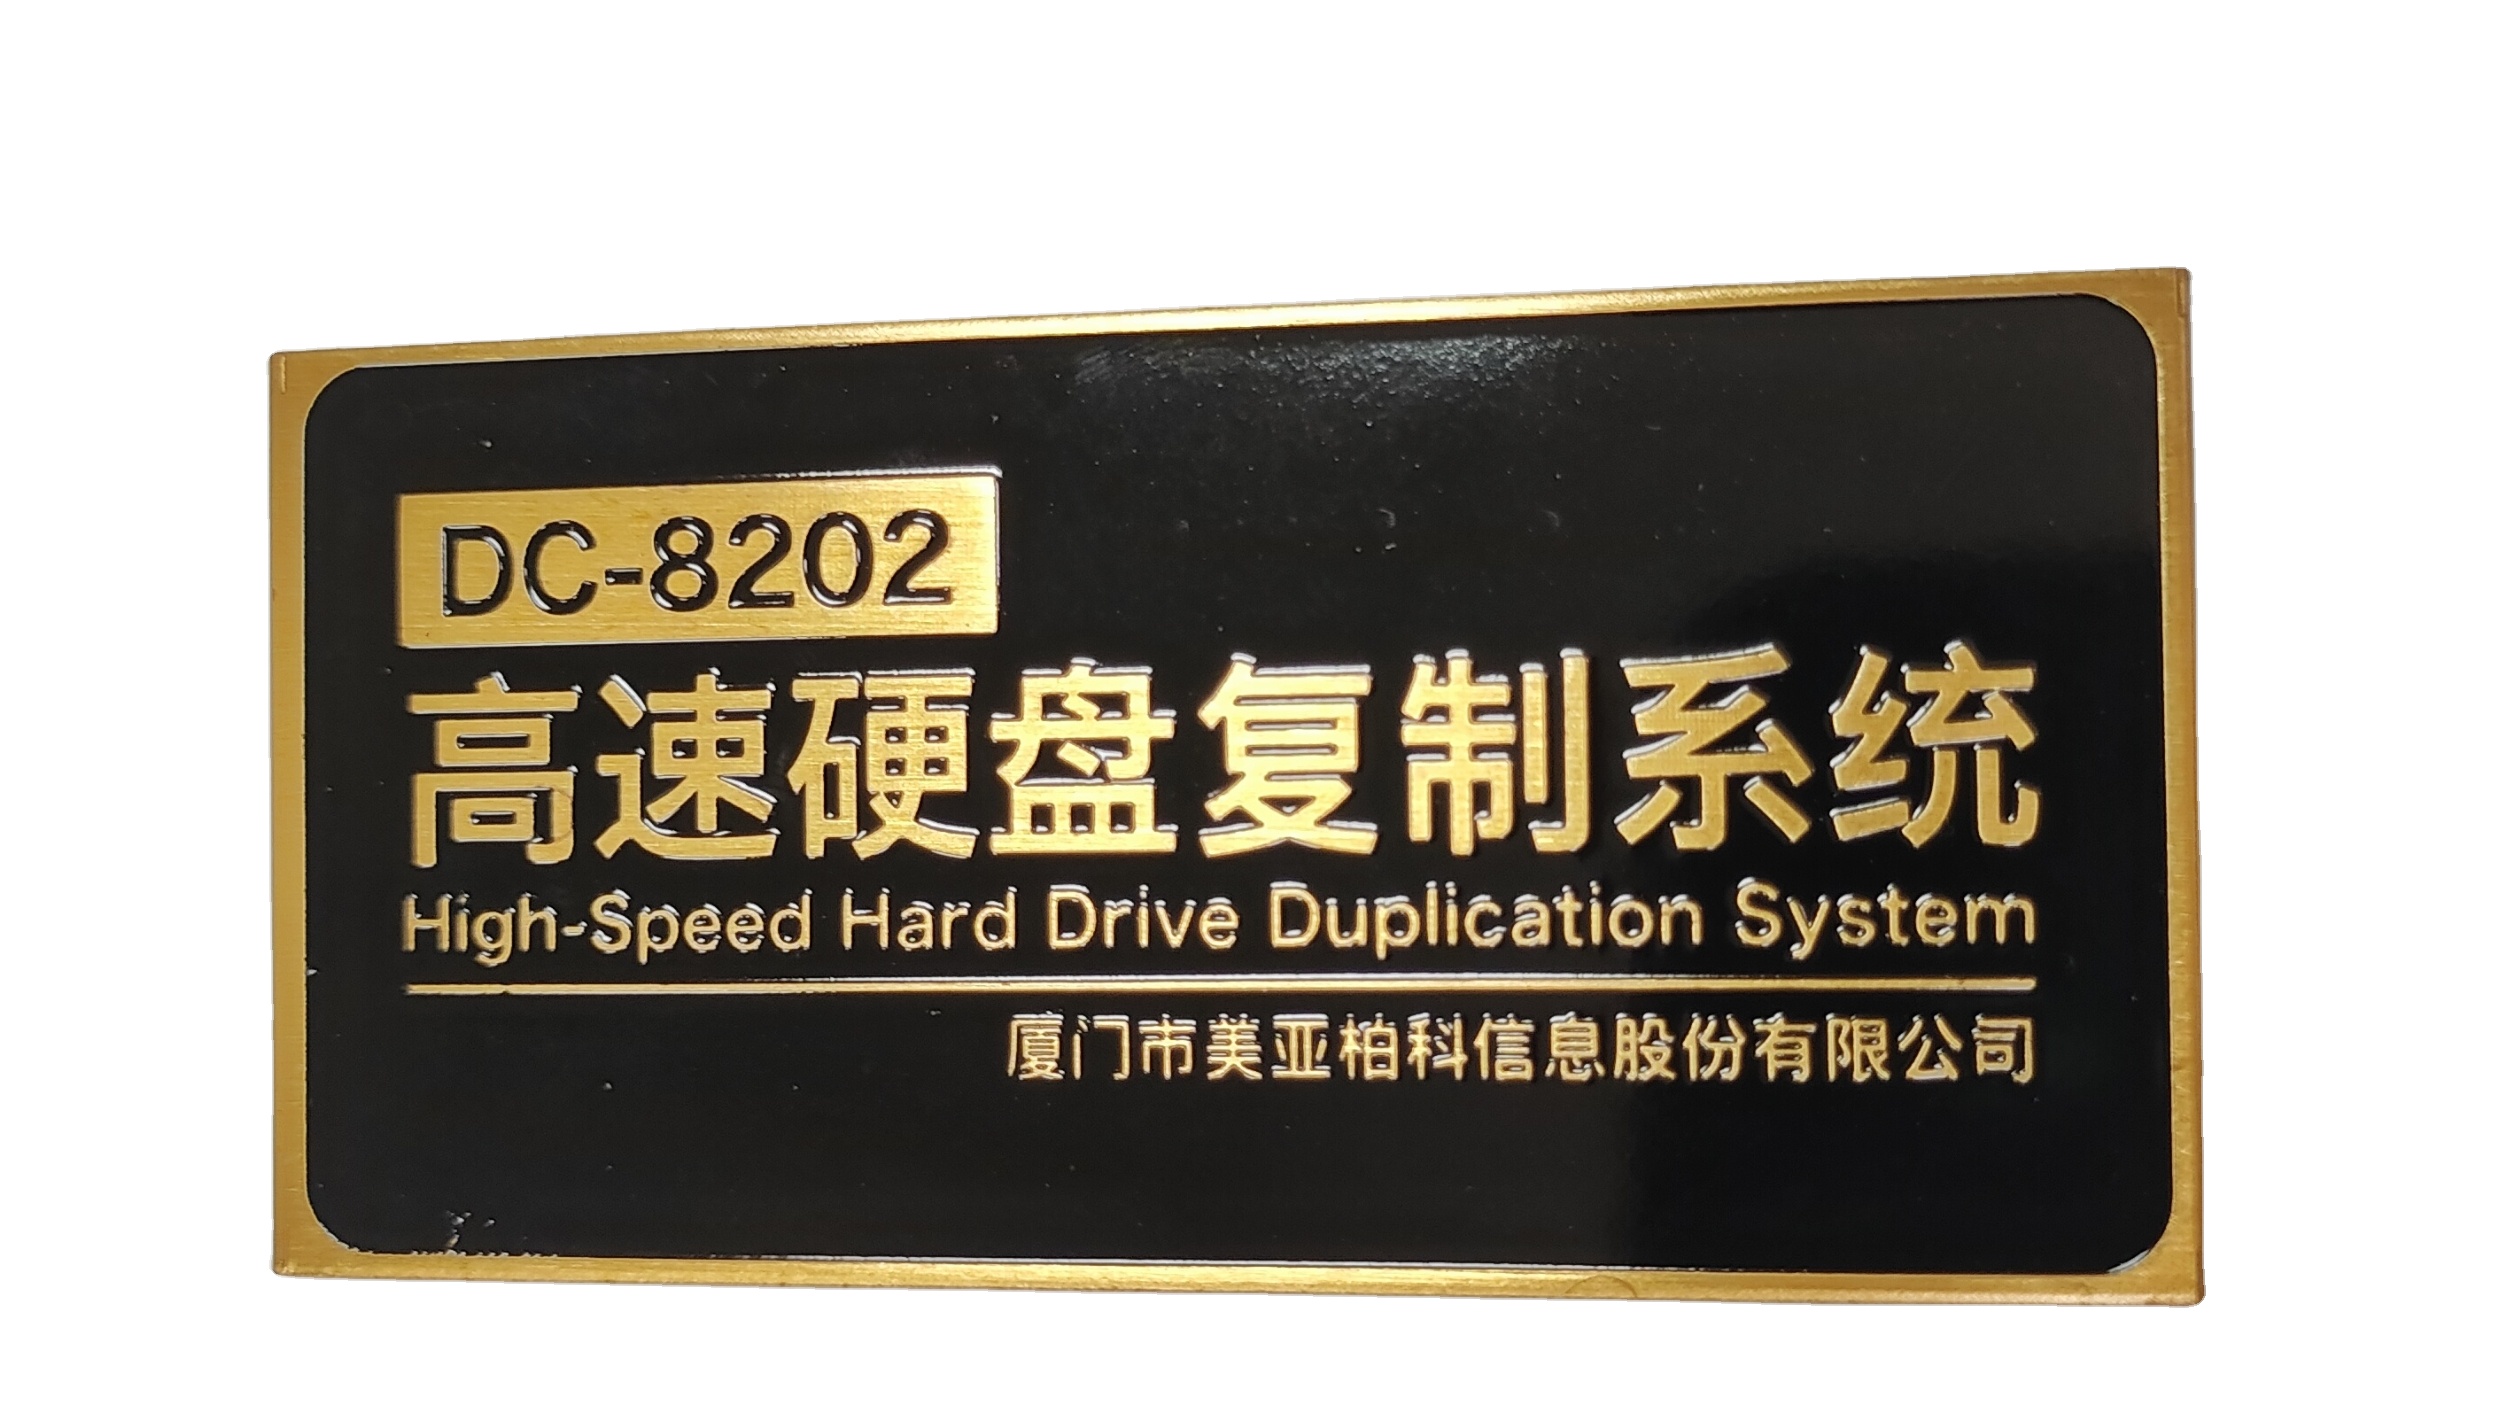 DC-8202
高速硬盘复制系统
High-Speed Hard Drive Duplication System
厦门市美亚柏科信息股份有限公司